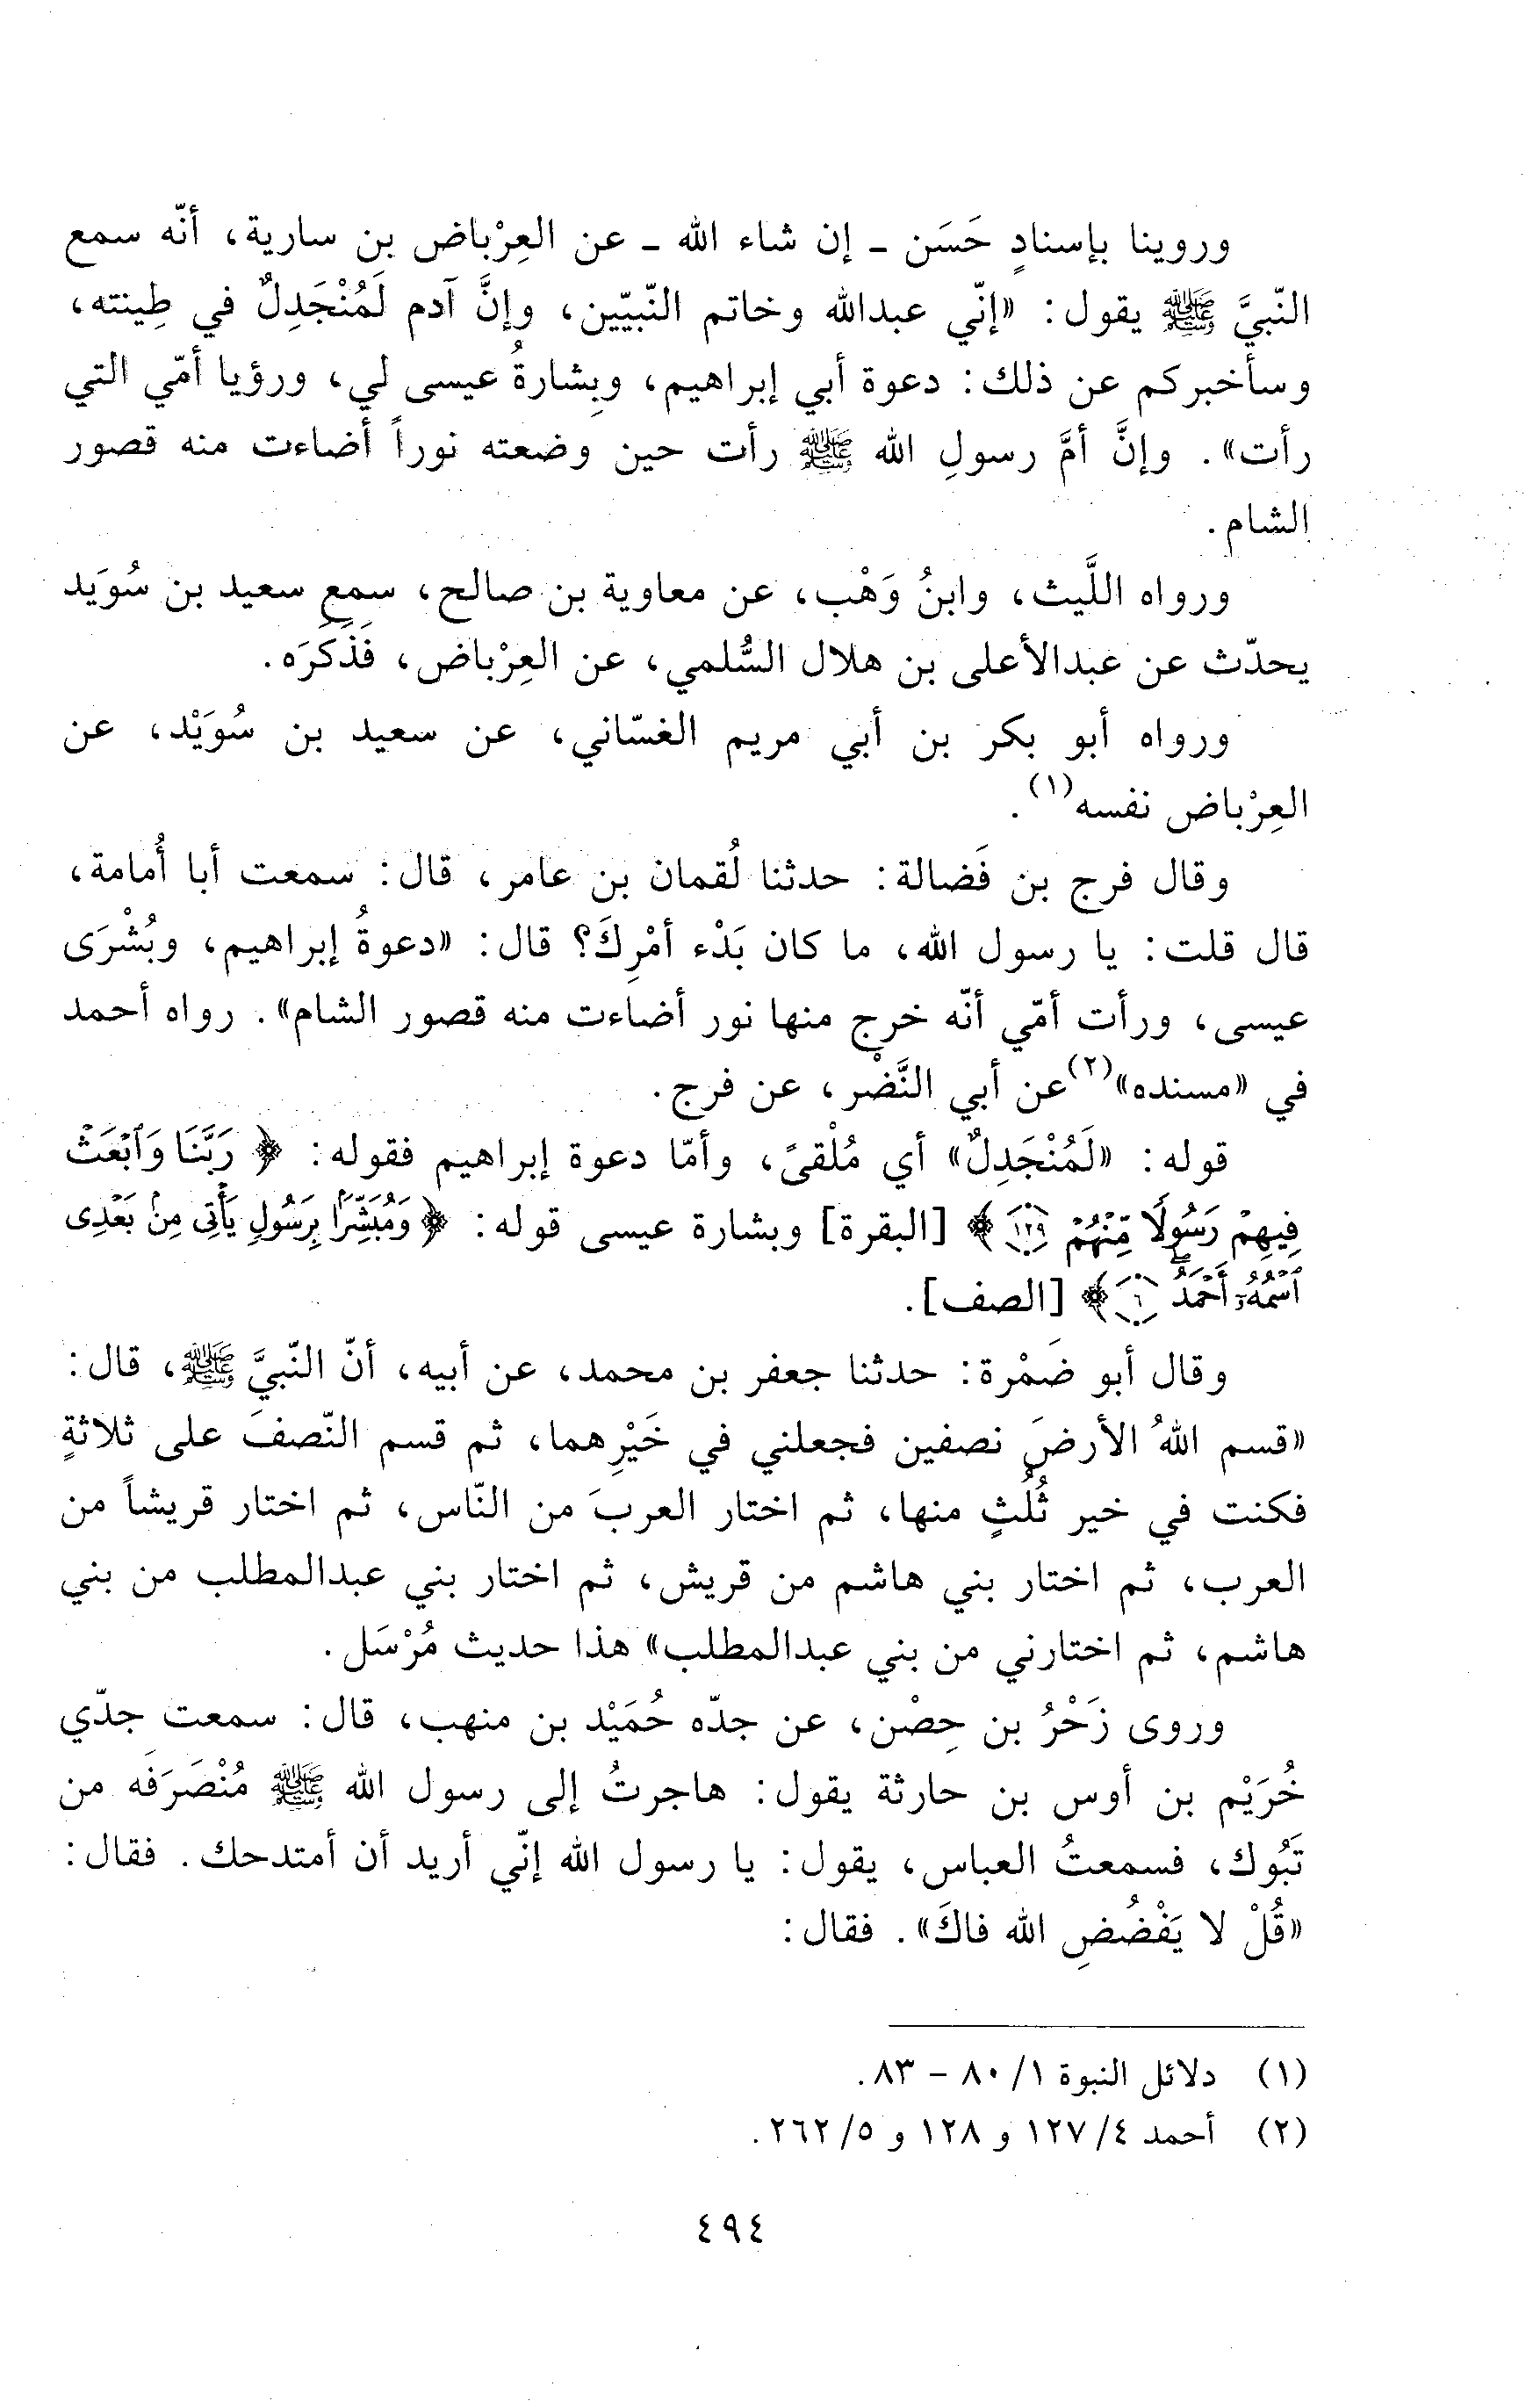 وروينا بإسنادٍ حَسَن - إن شاء الله - عن العِرْباض بن سارية، أنّه سمع
النّبيَّ ﷺ يقول: «إنّي عبدالله وخاتم النّبيّين، وإنَّ آدم لَمُنْجَدِلٌ في طِينته،
وسأخبركم عن ذلك: دعوة أبي إبراهيم، وبِشارةُ عيسى لي، ورؤيا أمّي التي
رأت». وإنَّ أمَّ رسولِ الله ﷺ رأت حين وضعته نوراً أضاءت منه قصور
الشام.
ورواه اللَّيث، وابنُ وَهْب، عن معاوية بن صالح، سمِع سعيد بن سُوَيد
يحدّث عن عبدالأعلى بن هلال السُّلمي، عن العِرْباض، فَذَكَرَه.
ورواه أبو بكر بن أبي مريم الغسّاني، عن سعيد بن سُوَيْد، عن
العِرْباض نفسه(١).
وقال فرج بن فَضالة: حدثنا لُقمان بن عامر، قال: سمعت أبا أُمامة،
قال قلت: يا رسول الله، ما كان بَدْء أمْرِكَ؟ قال: «دعوةُ إبراهيم، وبُشْرَى
عيسى، ورأت أمّي أنّه خرج منها نور أضاءت منه قصور الشام». رواه أحمد
في «مسنده»(٢) عن أبي النَّضْر، عن فرج.
قوله: «لَمُنْجَدِلٌ» أي مُلْقىً، وأمّا دعوة إبراهيم فقوله: ﴿رَبَّنَا وَٱبْعَثْ
فِيهِمْ رَسُولًا مِّنْهُمْ ١٢٩﴾ [البقرة] وبشارة عيسى قوله: ﴿وَمُبَشِّرًۢا بِرَسُولٍ يَأْتِى مِنۢ بَعْدِى
ٱسْمُهُۥٓ أَحْمَدُ ۖ ٦﴾ [الصف].
وقال أبو ضَمْرة: حدثنا جعفر بن محمد، عن أبيه، أنّ النّبيَّ ﷺ، قال:
«قسم اللهُ الأرضَ نصفين فجعلني في خَيْرِهما، ثم قسم النّصفَ على ثلاثةٍ
فكنت في خير ثُلُثٍ منها، ثم اختار العربَ من النّاس، ثم اختار قريشاً من
العرب، ثم اختار بني هاشم من قريش، ثم اختار بني عبدالمطلب من بني
هاشم، ثم اختارني من بني عبدالمطلب» هذا حديث مُرْسَل.
وروى زَحْرُ بن حِصْن، عن جدّه حُمَيْد بن منهب، قال: سمعت جدّي
خُرَيْم بن أوس بن حارثة يقول: هاجرتُ إلى رسول الله ﷺ مُنْصَرَفَه من
تَبُوك، فسمعتُ العباس، يقول: يا رسول الله إنّي أريد أن أمتدحك. فقال:
«قُلْ لا يَفْضُضِ الله فاكَ». فقال:
(١) دلائل النبوة ١/ ٨٠ - ٨٣.
(٢) أحمد ٤/ ١٢٧ و ١٢٨ و ٥/ ٢٦٢.
٤٩٤